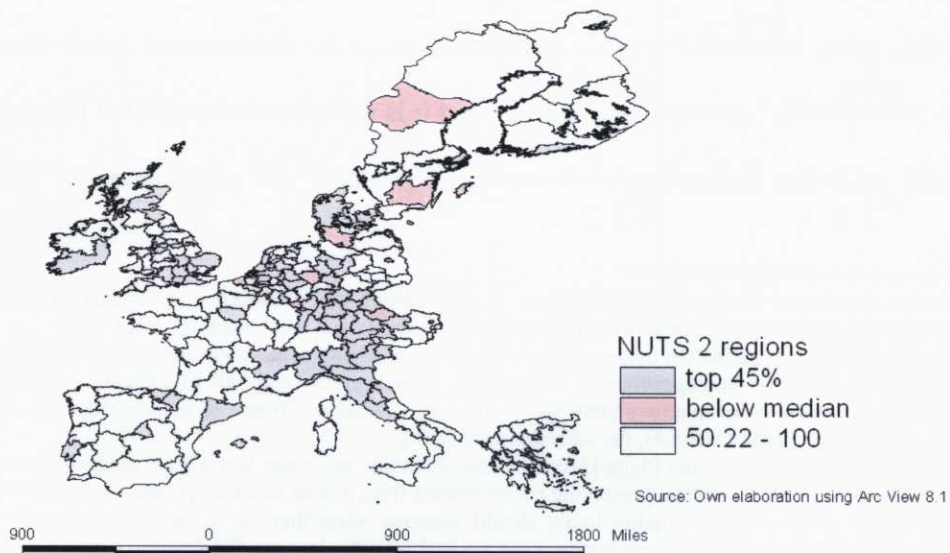 NUTS 2 regions
top 45%
below median
50.22 - 100
Source: Own elaboration using Arc View 8.1
900 0 900 1800 Miles